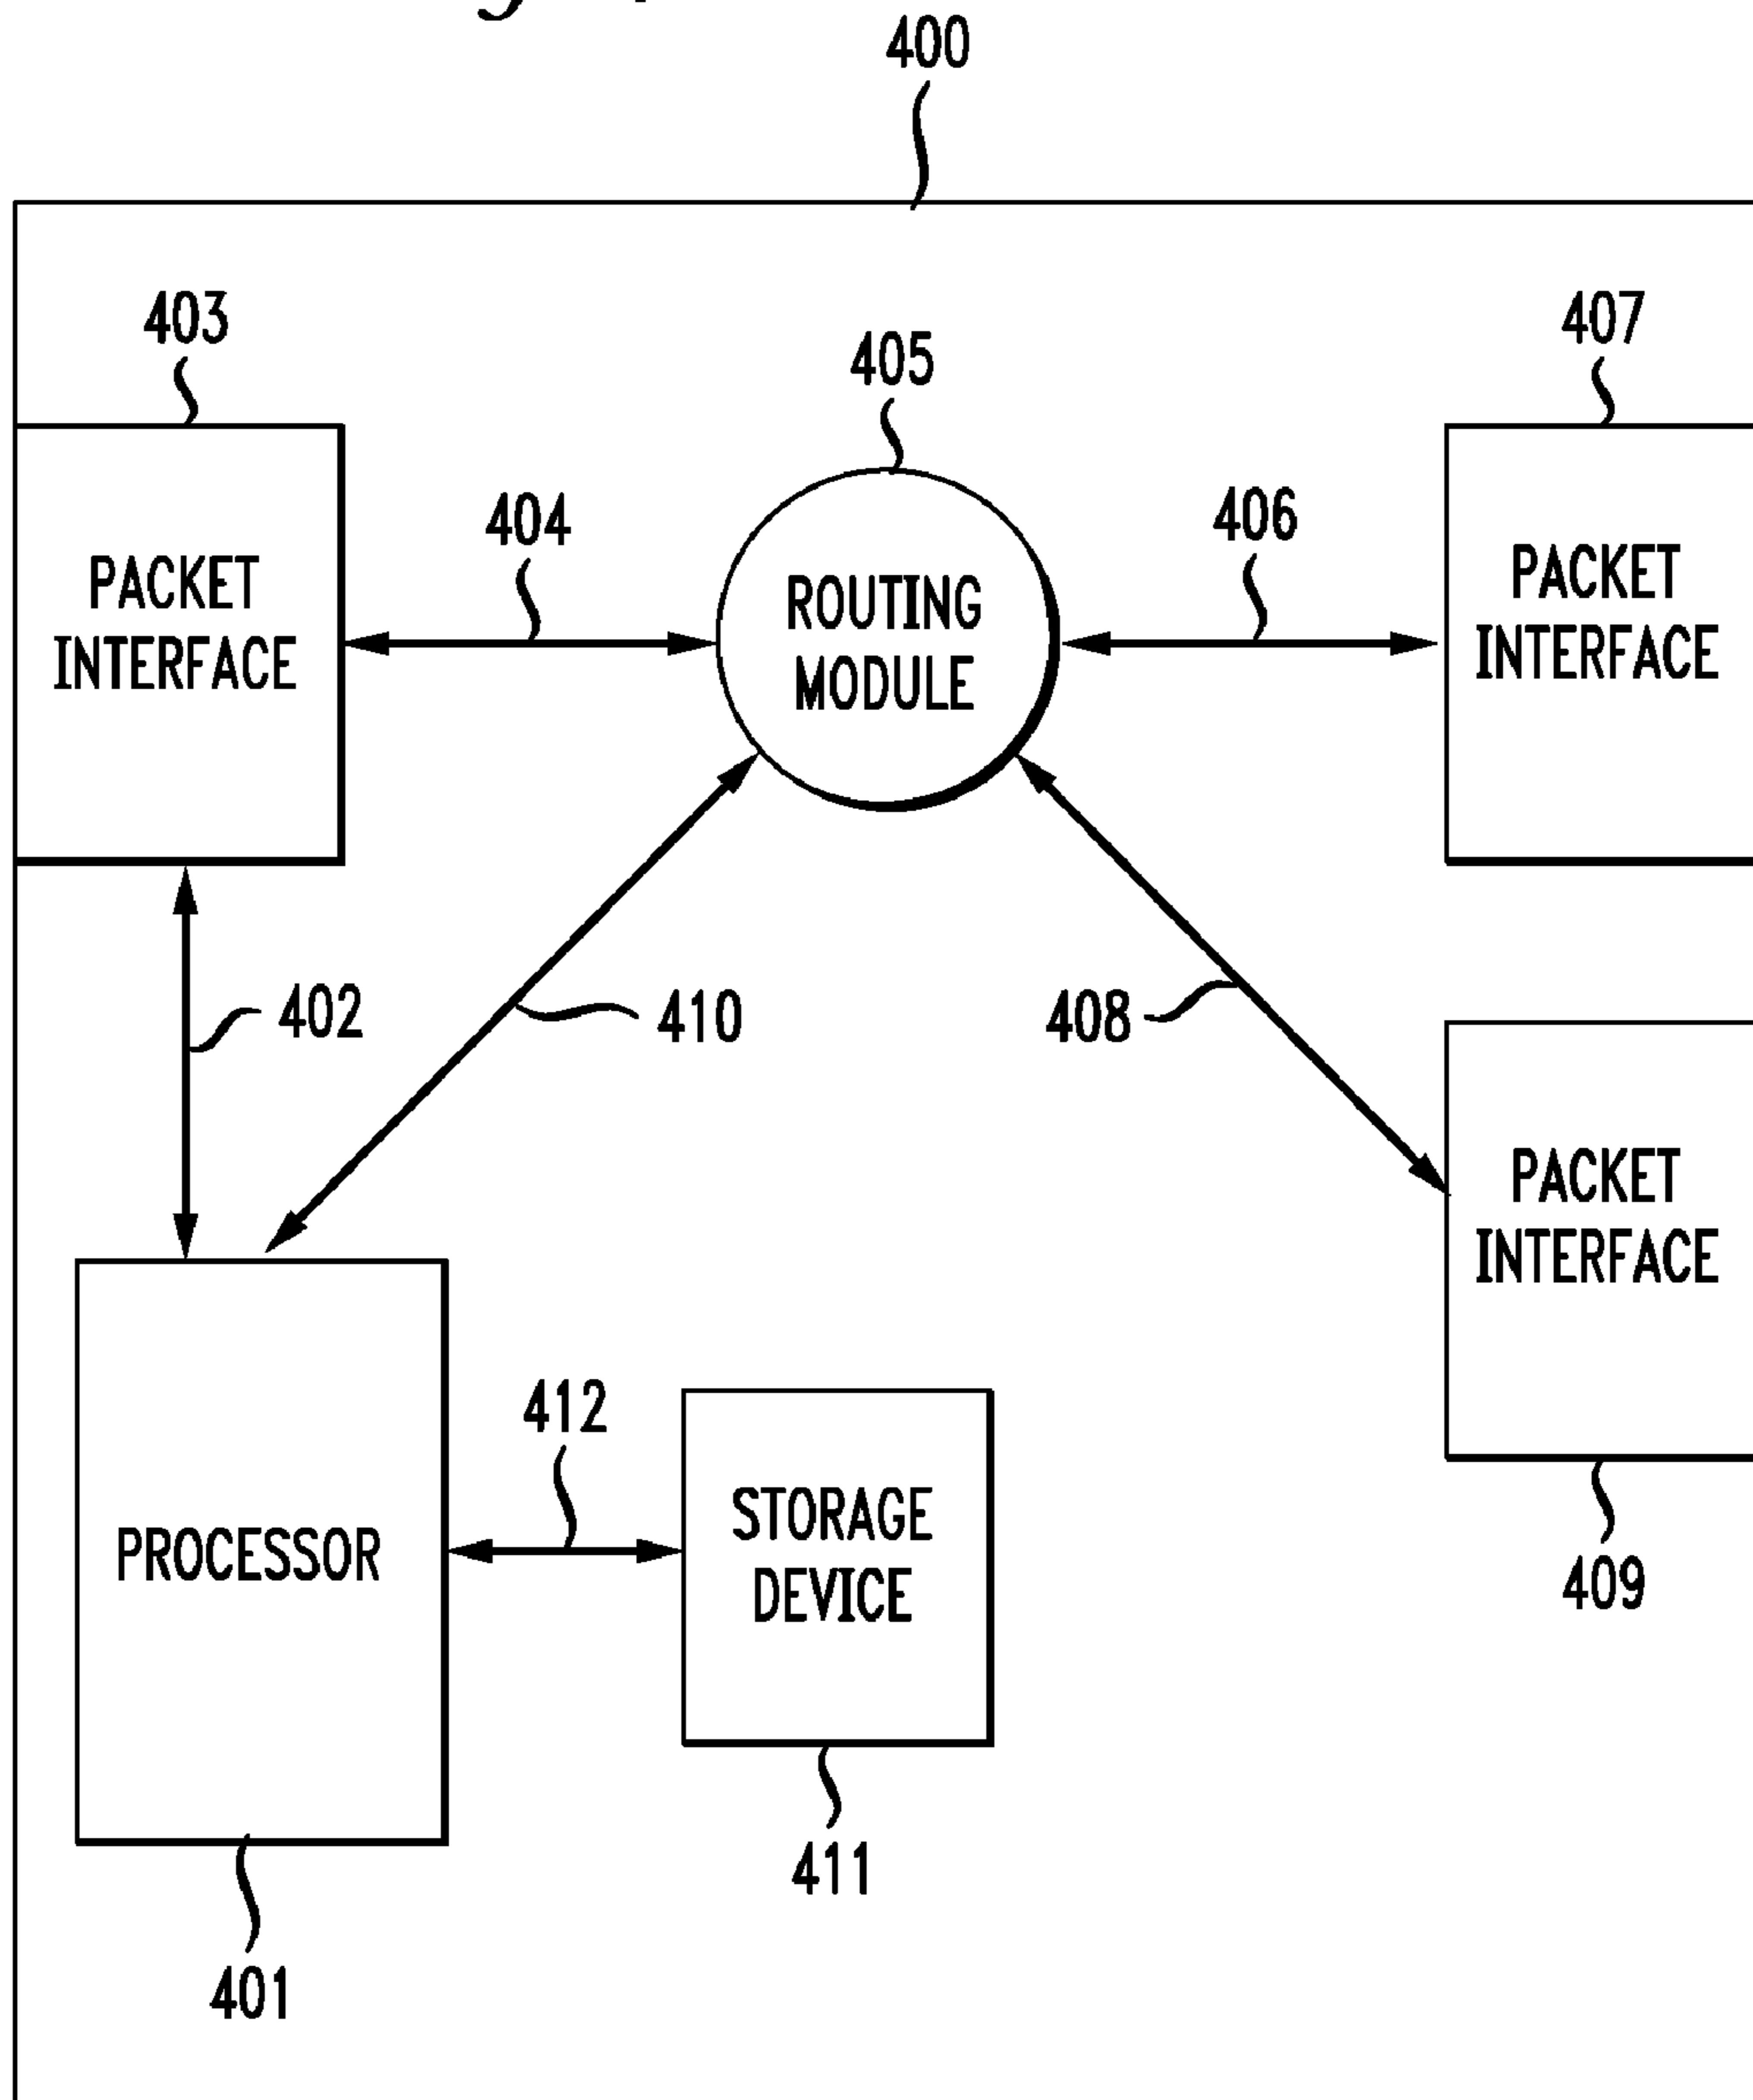 400
403
407
405
404
406
PACKET
INTERFACE
ROUTING
MODULE
PACKET
INTERFACE
402
410
408
PACKET
INTERFACE
412
STORAGE
DEVICE
PROCESSOR
409
411
401